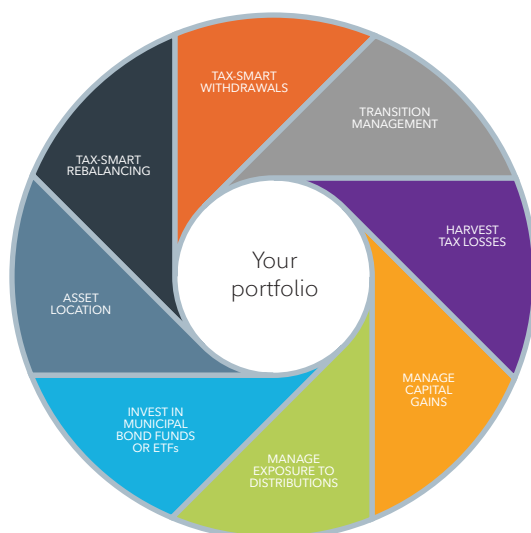 TAX-SMART
WITHDRAWALS
TRANSITION
MANAGEMENT
HARVEST
TAX LOSSES
MANAGE
CAPITAL
GAINS
MANAGE
EXPOSURE TO
DISTRIBUTIONS
INVEST IN
MUNICIPAL
BOND FUNDS
OR ETFs
ASSET
LOCATION
TAX-SMART
REBALANCING
Your
portfolio